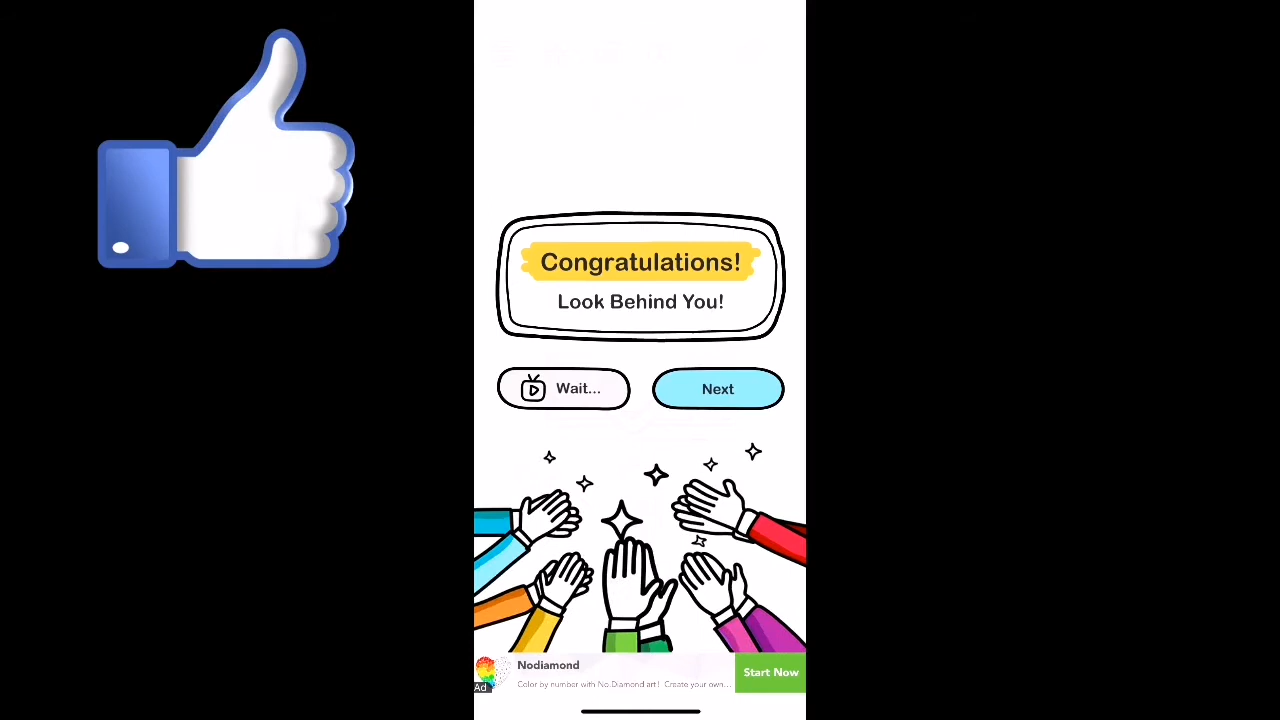 Congratulations!
Look Behind You!
Wait...
Next
Nodiamond
Color by number with No.Diamond art! Create your own...
Start Now
Ad